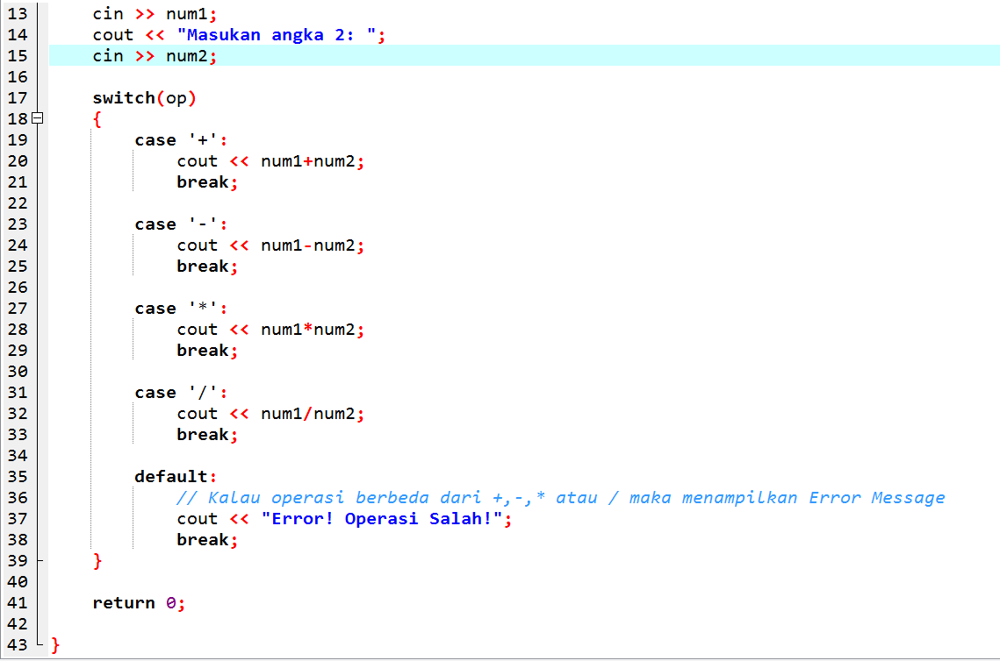 13 cin >> num1;
14 cout << "Masukan angka 2: ";
15 cin >> num2;
16
17 switch(op)
18 {
19 case '+':
20 cout << num1+num2;
21 break;
22
23 case '-':
24 cout << num1-num2;
25 break;
26
27 case '*':
28 cout << num1*num2;
29 break;
30
31 case '/':
32 cout << num1/num2;
33 break;
34
35 default:
36 // Kalau operasi berbeda dari +,-,* atau / maka menampilkan Error Message
37 cout << "Error! Operasi Salah!";
38 break;
39 }
40
41 return 0;
42
43 }